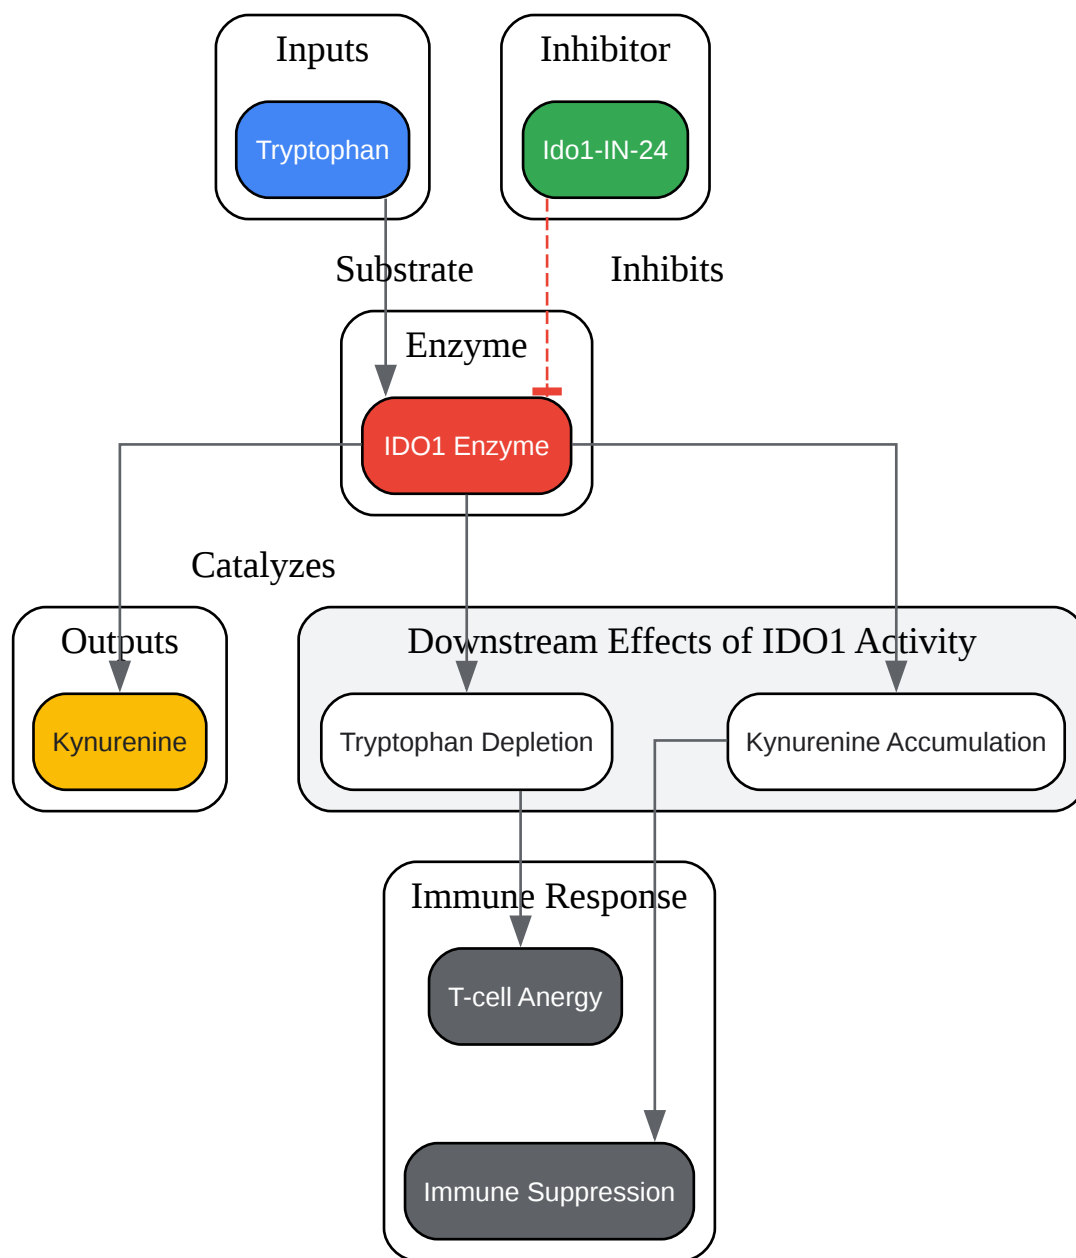 Inputs
Inhibitor
Tryptophan
Ido1-IN-24
Substrate
Inhibits
Enzyme
IDO1 Enzyme
Catalyzes
Outputs
Downstream Effects of IDO1 Activity
Kynurenine
Tryptophan Depletion
Kynurenine Accumulation
Immune Response
T-cell Anergy
Immune Suppression